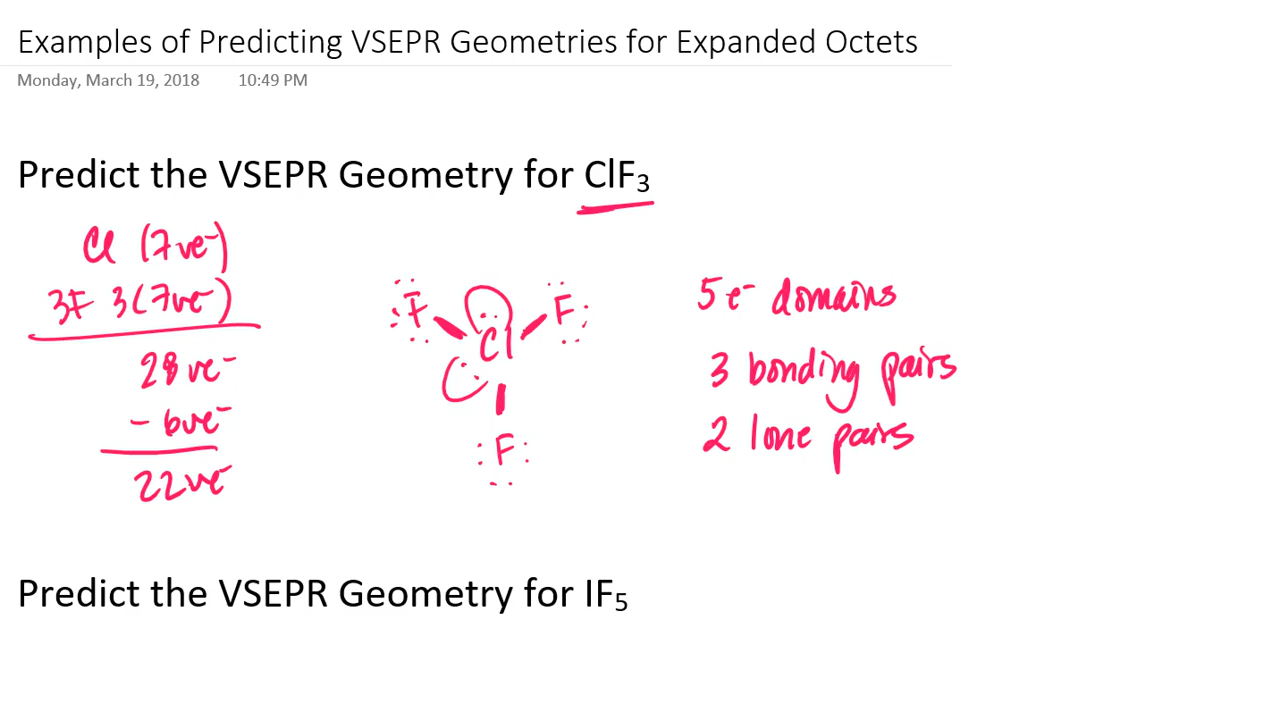 Examples of Predicting VSEPR Geometries for Expanded Octets
Monday, March 19, 2018 10:49 PM
Predict the VSEPR Geometry for ClF₃
Cl (7ve⁻)
3F 3(7ve⁻)
28ve⁻
- 6ve⁻
22ve⁻
F Cl F
F
5 e⁻ domains
3 bonding pairs
2 lone pairs
Predict the VSEPR Geometry for IF₅